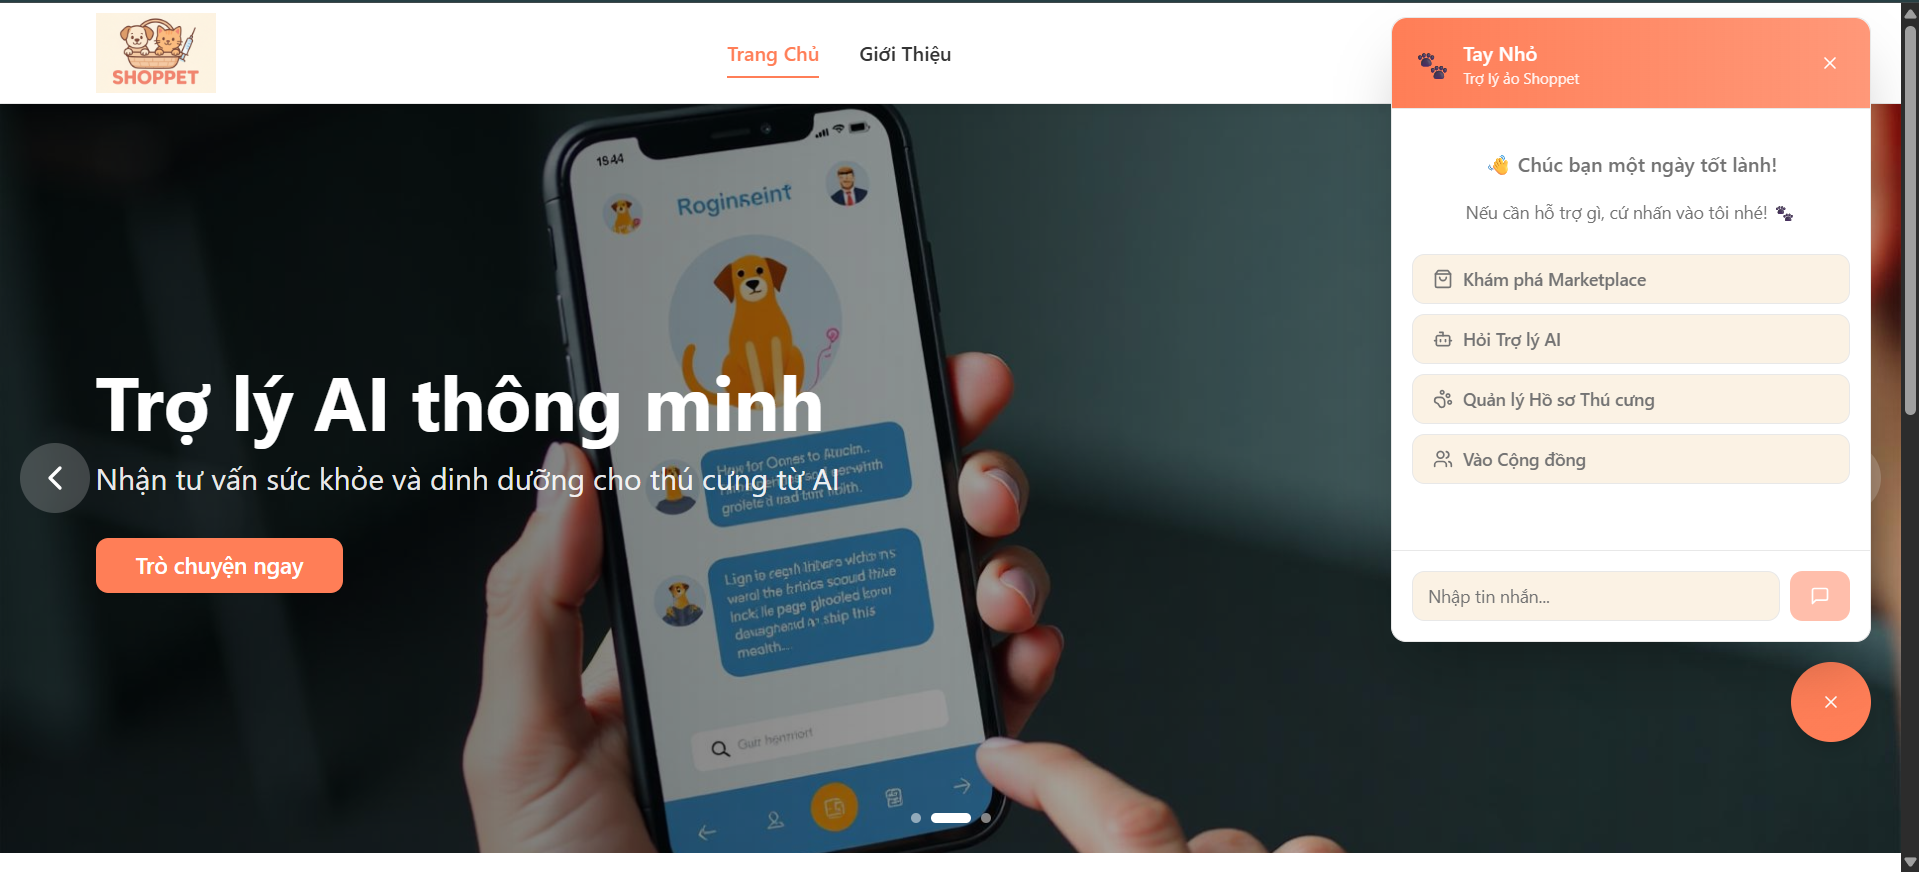 SHOPPET
Trang Chủ
Giới Thiệu
Tay Nhỏ
Trợ lý ảo Shoppet
Chúc bạn một ngày tốt lành!
Nếu cần hỗ trợ gì, cứ nhấn vào tôi nhé!
Khám phá Marketplace
Hỏi Trợ lý AI
Quản lý Hồ sơ Thú cưng
Vào Cộng đồng
Nhập tin nhắn...
Roginseint
Trợ lý AI thông minh
Nhận tư vấn sức khỏe và dinh dưỡng cho thú cưng từ AI
Trò chuyện ngay